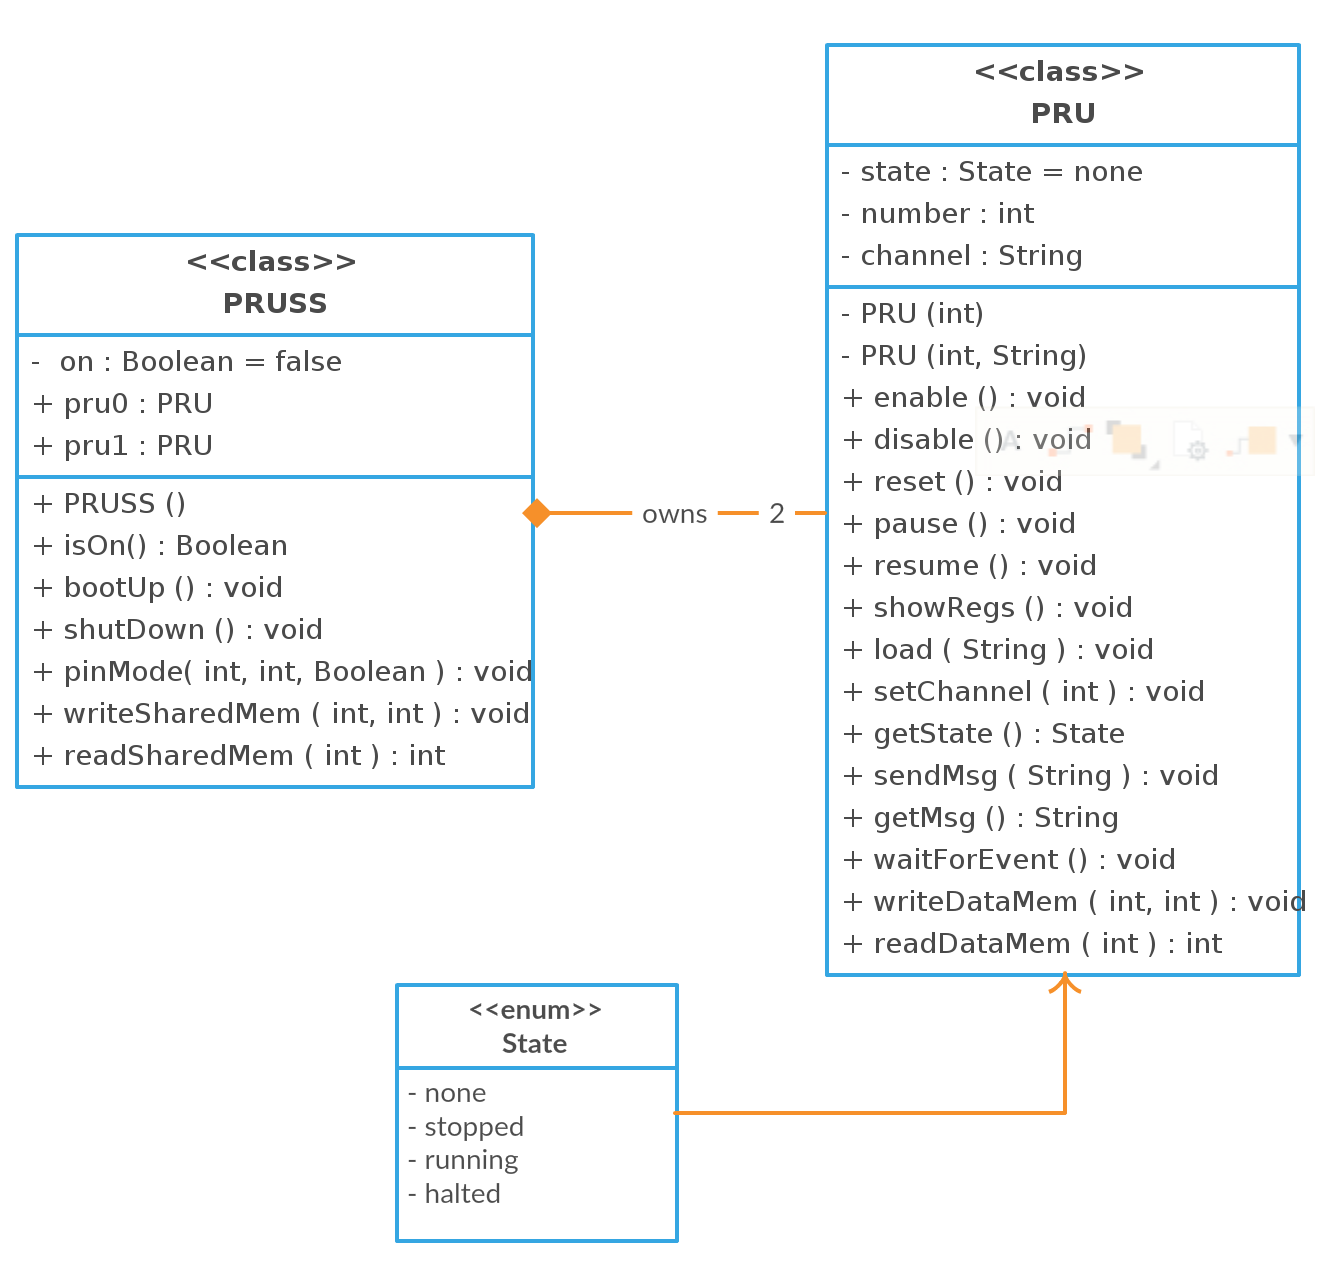 <<class>>
PRUSS
- on : Boolean = false
+ pru0 : PRU
+ pru1 : PRU
+ PRUSS ()
+ isOn() : Boolean
+ bootUp () : void
+ shutDown () : void
+ pinMode( int, int, Boolean ) : void
+ writeSharedMem ( int, int ) : void
+ readSharedMem ( int ) : int
owns
2
<<class>>
PRU
- state : State = none
- number : int
- channel : String
- PRU (int)
- PRU (int, String)
+ enable () : void
+ disable () : void
+ reset () : void
+ pause () : void
+ resume () : void
+ showRegs () : void
+ load ( String ) : void
+ setChannel ( int ) : void
+ getState () : State
+ sendMsg ( String ) : void
+ getMsg () : String
+ waitForEvent () : void
+ writeDataMem ( int, int ) : void
+ readDataMem ( int ) : int
<<enum>>
State
- none
- stopped
- running
- halted